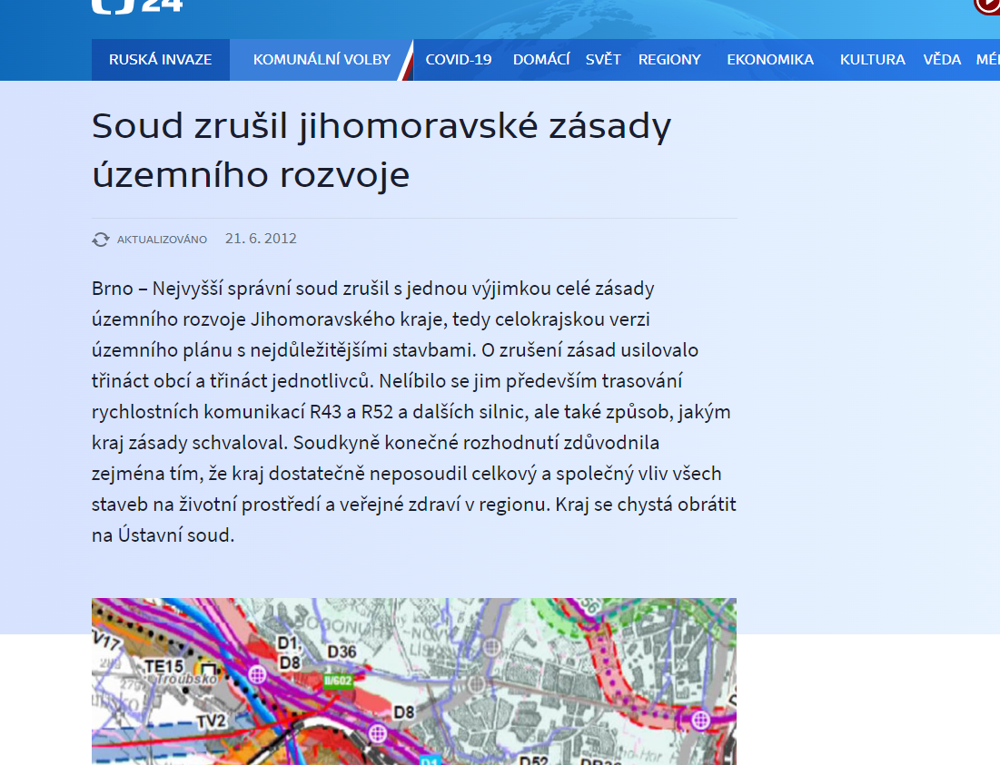 24
RUSKÁ INVAZE KOMUNÁLNÍ VOLBY COVID-19 DOMÁCÍ SVĚT REGIONY EKONOMIKA KULTURA VĚDA
Soud zrušil jihomoravské zásady
územního rozvoje
AKTUALIZOVÁNO 21. 6. 2012
Brno – Nejvyšší správní soud zrušil s jednou výjimkou celé zásady
územního rozvoje Jihomoravského kraje, tedy celokrajskou verzi
územního plánu s nejdůležitějšími stavbami. O zrušení zásad usilovalo
třináct obcí a třináct jednotlivců. Nelíbilo se jim především trasování
rychlostních komunikací R43 a R52 a dalších silnic, ale také způsob, jakým
kraj zásady schvaloval. Soudkyně konečné rozhodnutí zdůvodnila
zejména tím, že kraj dostatečně neposoudil celkový a společný vliv všech
staveb na životní prostředí a veřejné zdraví v regionu. Kraj se chystá obrátit
na Ústavní soud.
D1,
D8
D36
TE15
Troubsko
II/602
D8
TV2
D1
D52